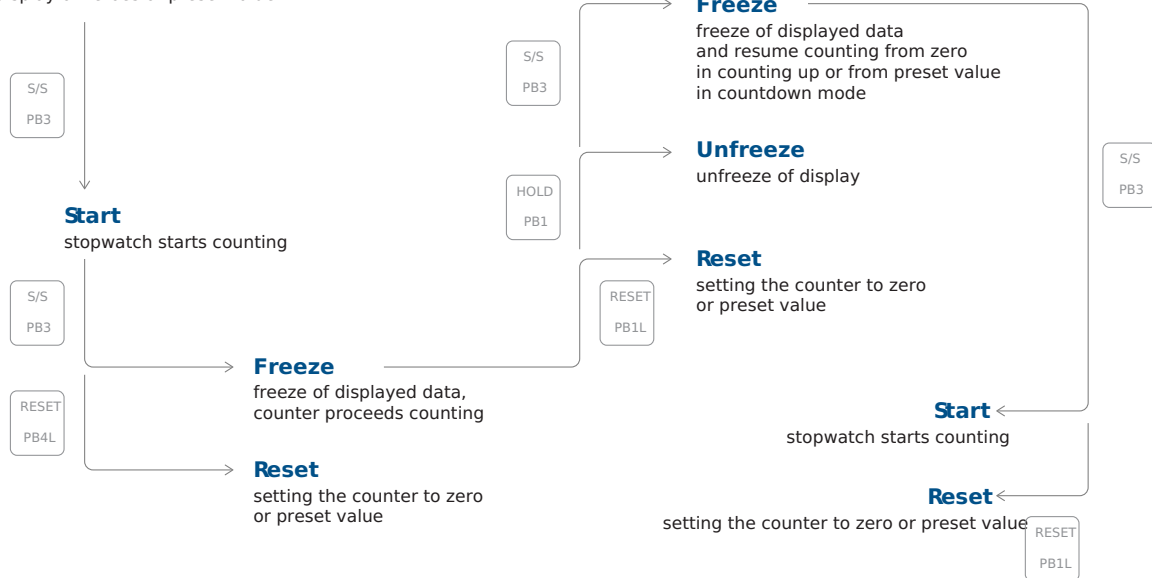 S/S
PB3
Start
stopwatch starts counting
S/S
PB3
RESET
PB4L
Freeze
freeze of displayed data,
counter proceeds counting
Reset
setting the counter to zero
or preset value
S/S
PB3
Freeze
freeze of displayed data
and resume counting from zero
in counting up or from preset value
in countdown mode
HOLD
PB1
Unfreeze
unfreeze of display
RESET
PB1L
Reset
setting the counter to zero
or preset value
S/S
PB3
Start
stopwatch starts counting
Reset
setting the counter to zero or preset value
RESET
PB1L